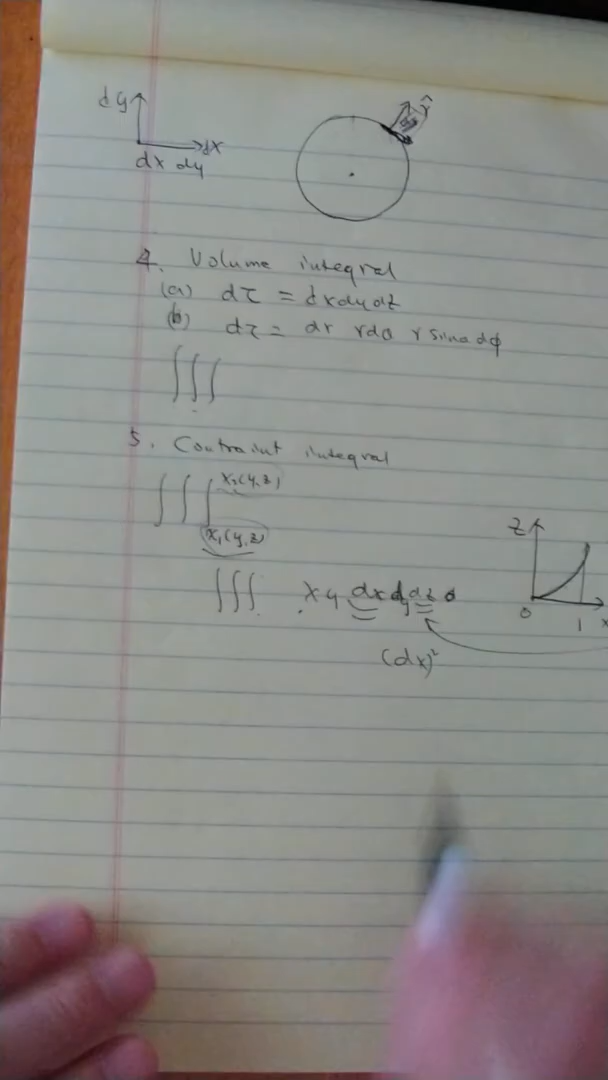 dy
dx
dx dy
r̂
4. Volume integral
(a) dτ = dxdydz
(b) dτ = dr rdθ r sinθ dφ
∫∫∫
5. Contraint integral
x₂(y,z)
∫∫∫
x₁(y,z)
z
∫∫∫ xy dxdydz
0 1 x
(dx)²